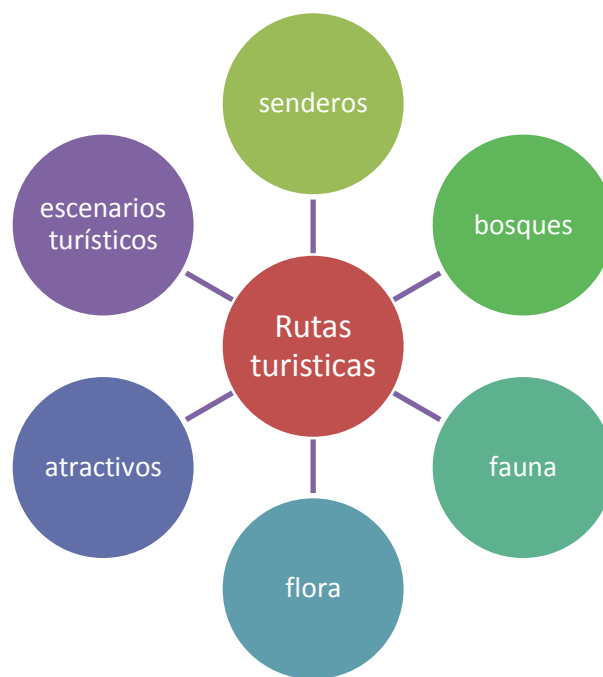 senderos
escenarios
turísticos
bosques
Rutas
turisticas
atractivos
fauna
flora